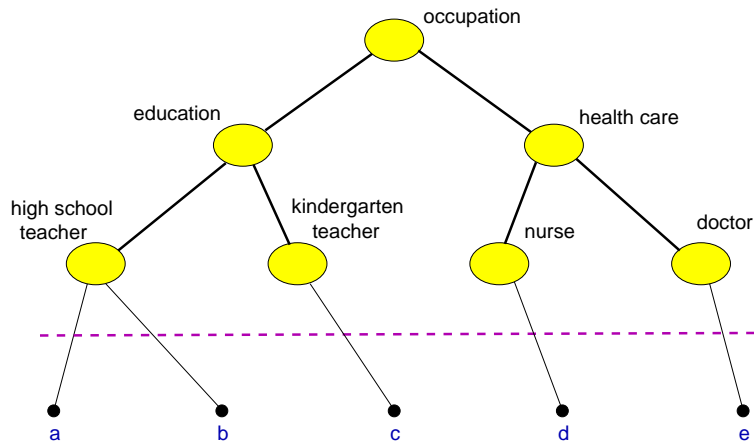 occupation
education
health care
high school
teacher
kindergarten
teacher
nurse
doctor
a
b
c
d
e